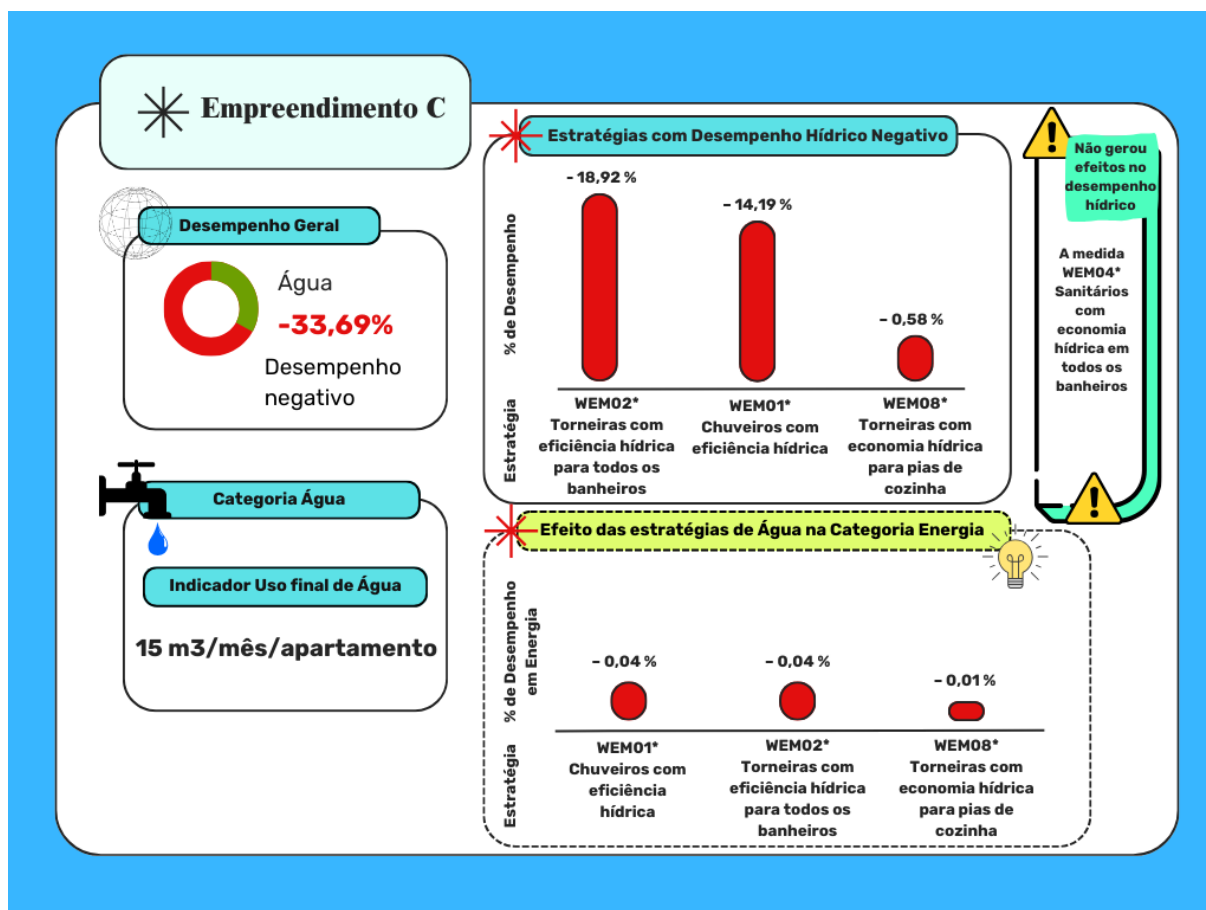 Empreendimento C
Desempenho Geral
Água
-33,69%
Desempenho
negativo
Categoria Água
Indicador Uso final de Água
15 m3/mês/apartamento
Estratégias com Desempenho Hídrico Negativo
% de Desempenho
- 18,92 %
– 14,19 %
– 0,58 %
Estratégia
WEM02*
Torneiras com
eficiência hídrica
para todos os
banheiros
WEM01*
Chuveiros com
eficiência hídrica
WEM08*
Torneiras com
economia hídrica
para pias de
cozinha
Não gerou
efeitos no
desempenho
hídrico
A medida
WEM04*
Sanitários
com
economia
hídrica em
todos os
banheiros
Efeito das estratégias de Água na Categoria Energia
% de Desempenho
em Energia
– 0,04 %
– 0,04 %
– 0,01 %
Estratégia
WEM01*
Chuveiros com
eficiência
hídrica
WEM02*
Torneiras com
eficiência hídrica
para todos os
banheiros
WEM08*
Torneiras com
economia hídrica
para pias de
cozinha